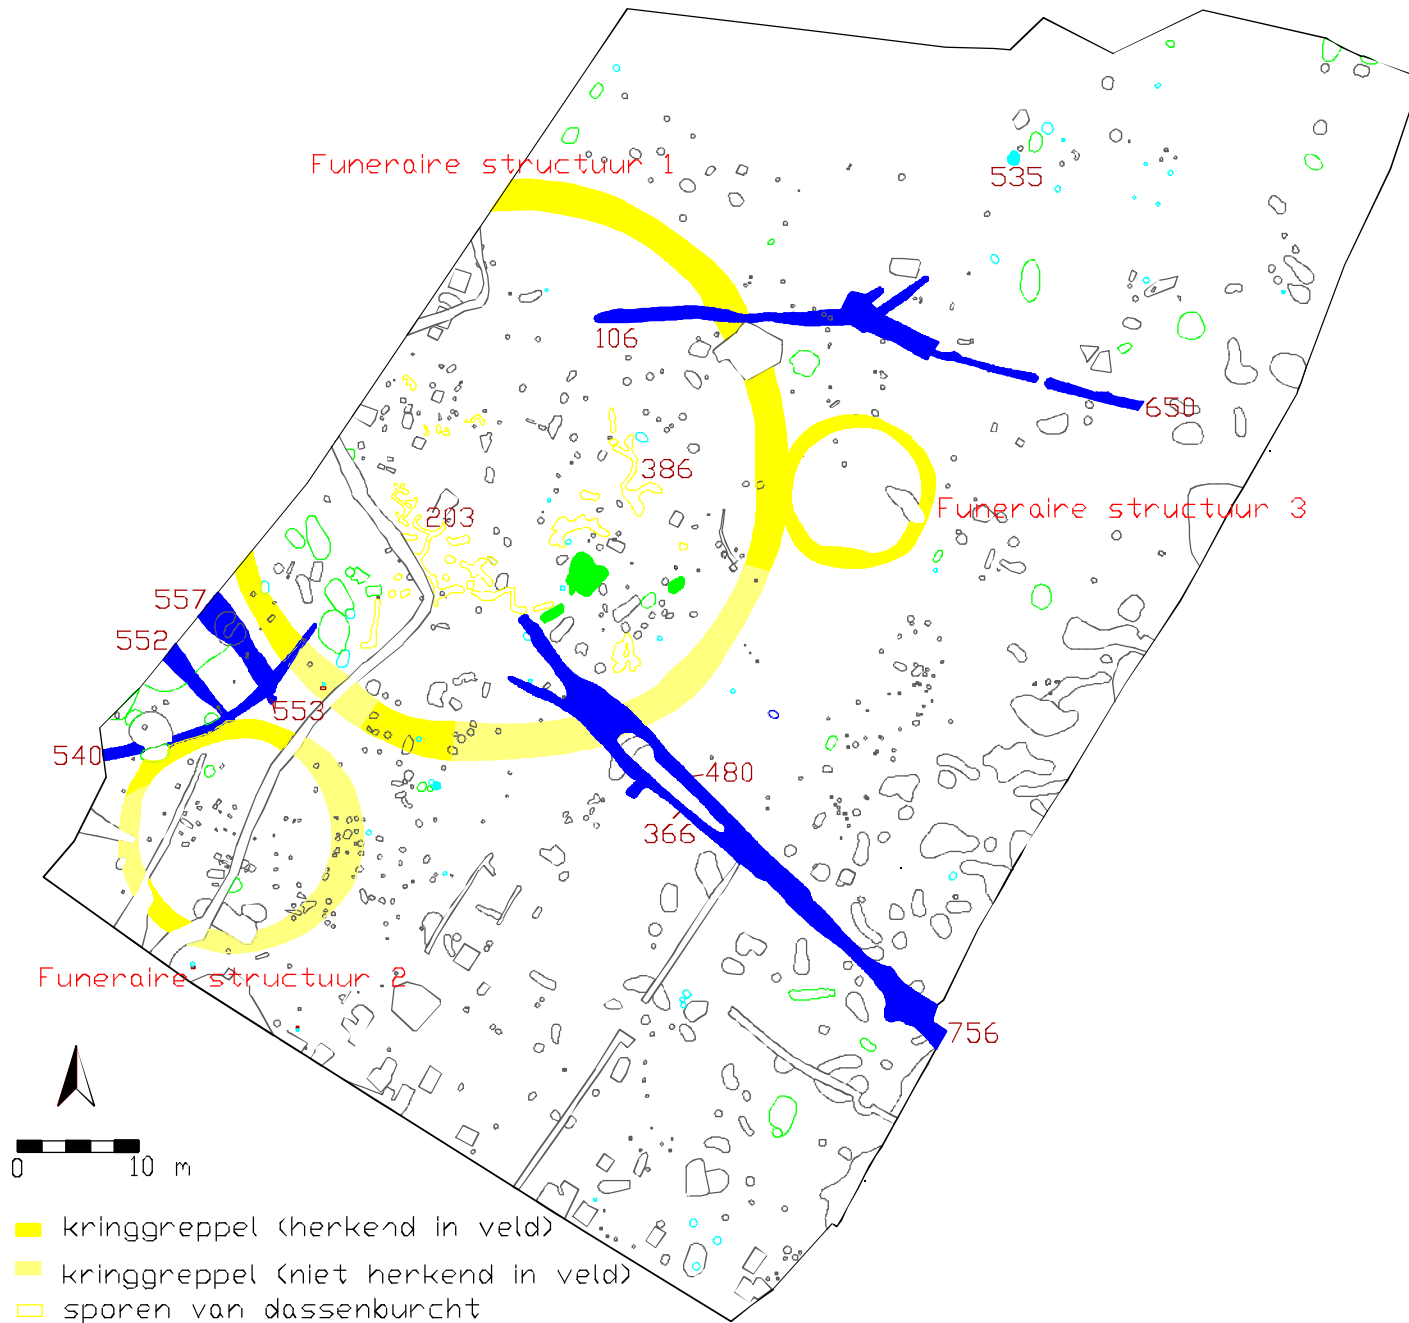 Funeraire structuur 1
535
106
650
386
Funeraire structuur 3
203
557
552
553
540
480
366
Funeraire structuur 2
756
0 10 m
kringgreppel (herkend in veld)
kringgreppel (niet herkend in veld)
sporen van dassenburcht